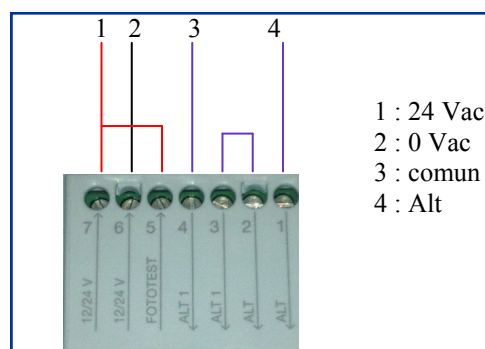 1 2 3 4
1 : 24 Vac
2 : 0 Vac
3 : comun
4 : Alt
7 6 5 4 3 2 1
12/24 V
12/24 V
FOTOTEST
ALT 1
ALT 1
ALT
ALT